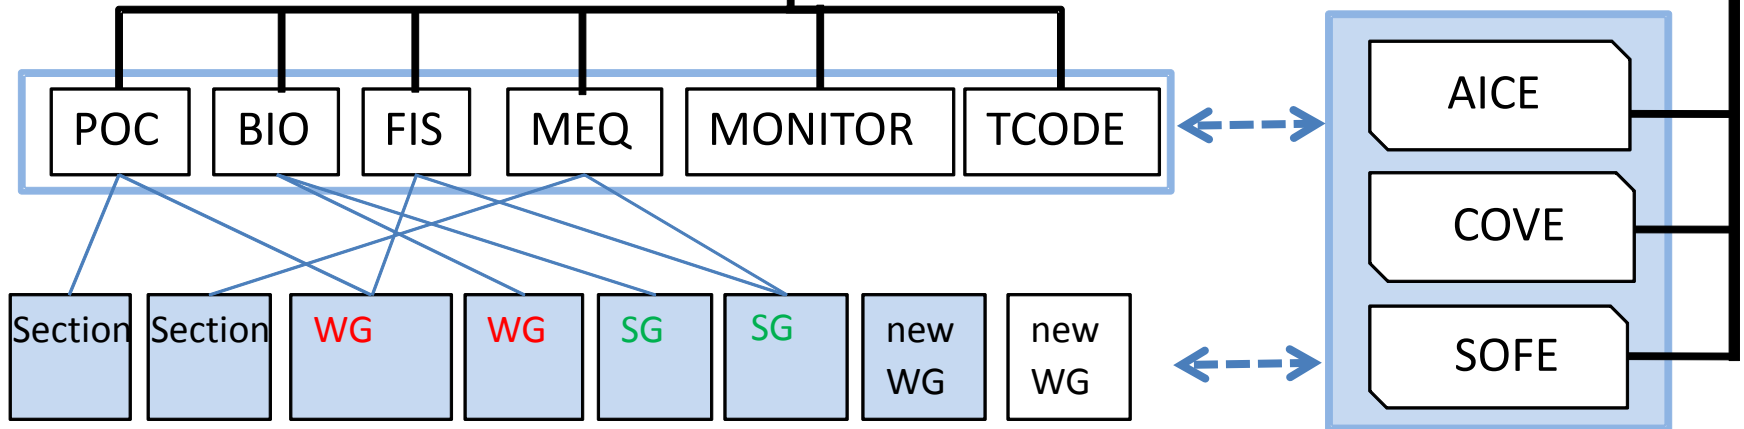 POC
BIO
FIS
MEQ
MONITOR
TCODE
AICE
COVE
SOFE
Section
Section
WG
WG
SG
SG
new
WG
new
WG